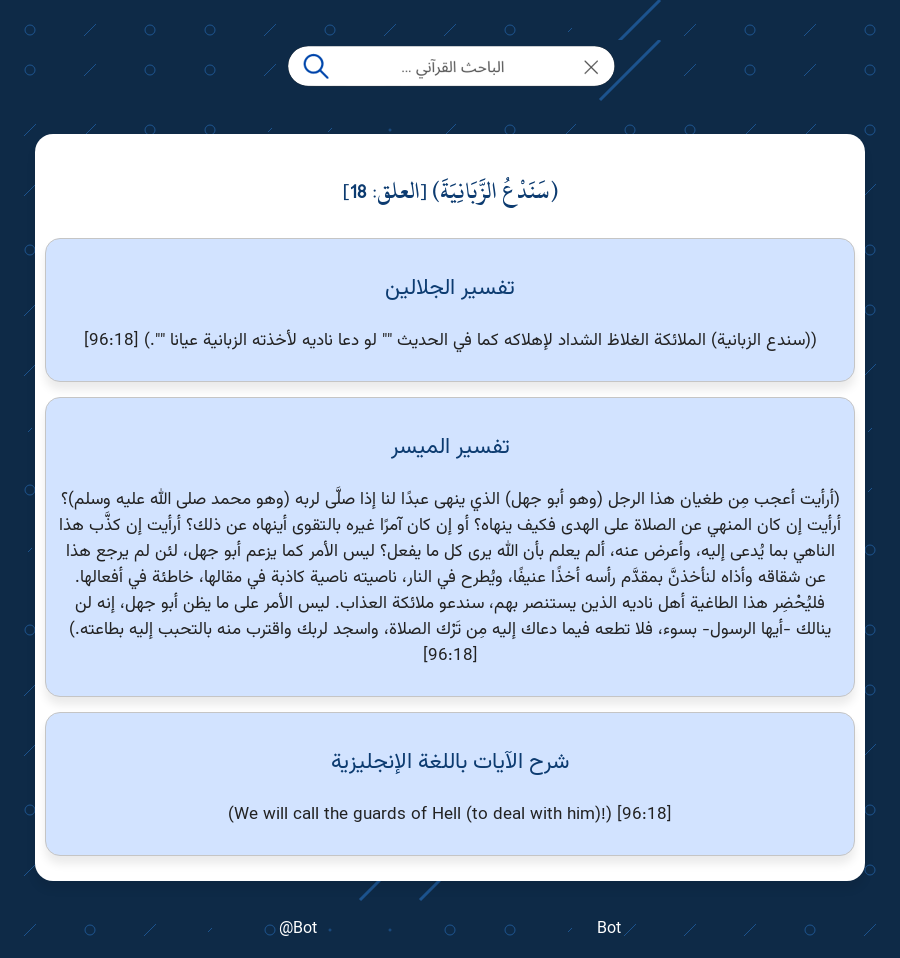 الباحث القرآني ...
(سَنَدْعُ الزَّبَانِيَةَ) [العلق: 18]
تفسير الجلالين
((سندع الزبانية) الملائكة الغلاظ الشداد لإهلاكه كما في الحديث "" لو دعا ناديه لأخذته الزبانية عيانا "".) [96:18]
تفسير الميسر
(أرأيت أعجب مِن طغيان هذا الرجل (وهو أبو جهل) الذي ينهى عبدًا لنا إذا صلَّى لربه (وهو محمد صلى الله عليه وسلم)؟
أرأيت إن كان المنهي عن الصلاة على الهدى فكيف ينهاه؟ أو إن كان آمرًا غيره بالتقوى أينهاه عن ذلك؟ أرأيت إن كذَّب هذا
الناهي بما يُدعى إليه، وأعرض عنه، ألم يعلم بأن الله يرى كل ما يفعل؟ ليس الأمر كما يزعم أبو جهل، لئن لم يرجع هذا
عن شقاقه وأذاه لنأخذنَّ بمقدَّم رأسه أخذًا عنيفًا، ويُطرح في النار، ناصيته ناصية كاذبة في مقالها، خاطئة في أفعالها.
فليُحْضِر هذا الطاغية أهل ناديه الذين يستنصر بهم، سندعو ملائكة العذاب. ليس الأمر على ما يظن أبو جهل، إنه لن
ينالك -أيها الرسول- بسوء، فلا تطعه فيما دعاك إليه مِن تَرْك الصلاة، واسجد لربك واقترب منه بالتحبب إليه بطاعته.)
[96:18]
شرح الآيات باللغة الإنجليزية
(We will call the guards of Hell (to deal with him)!) [96:18]
@Bot
Bot